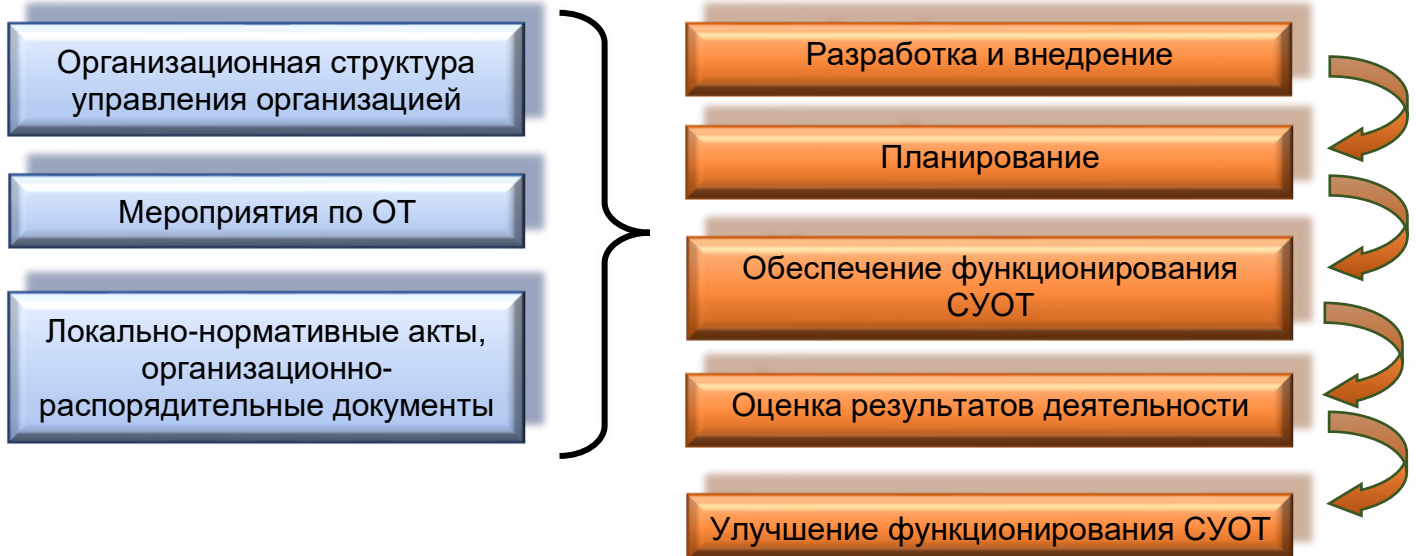 Организационная структура
управления организацией
Мероприятия по ОТ
Локально-нормативные акты,
организационно-
распорядительные документы
Разработка и внедрение
Планирование
Обеспечение функционирования
СУОТ
Оценка результатов деятельности
Улучшение функционирования СУОТ